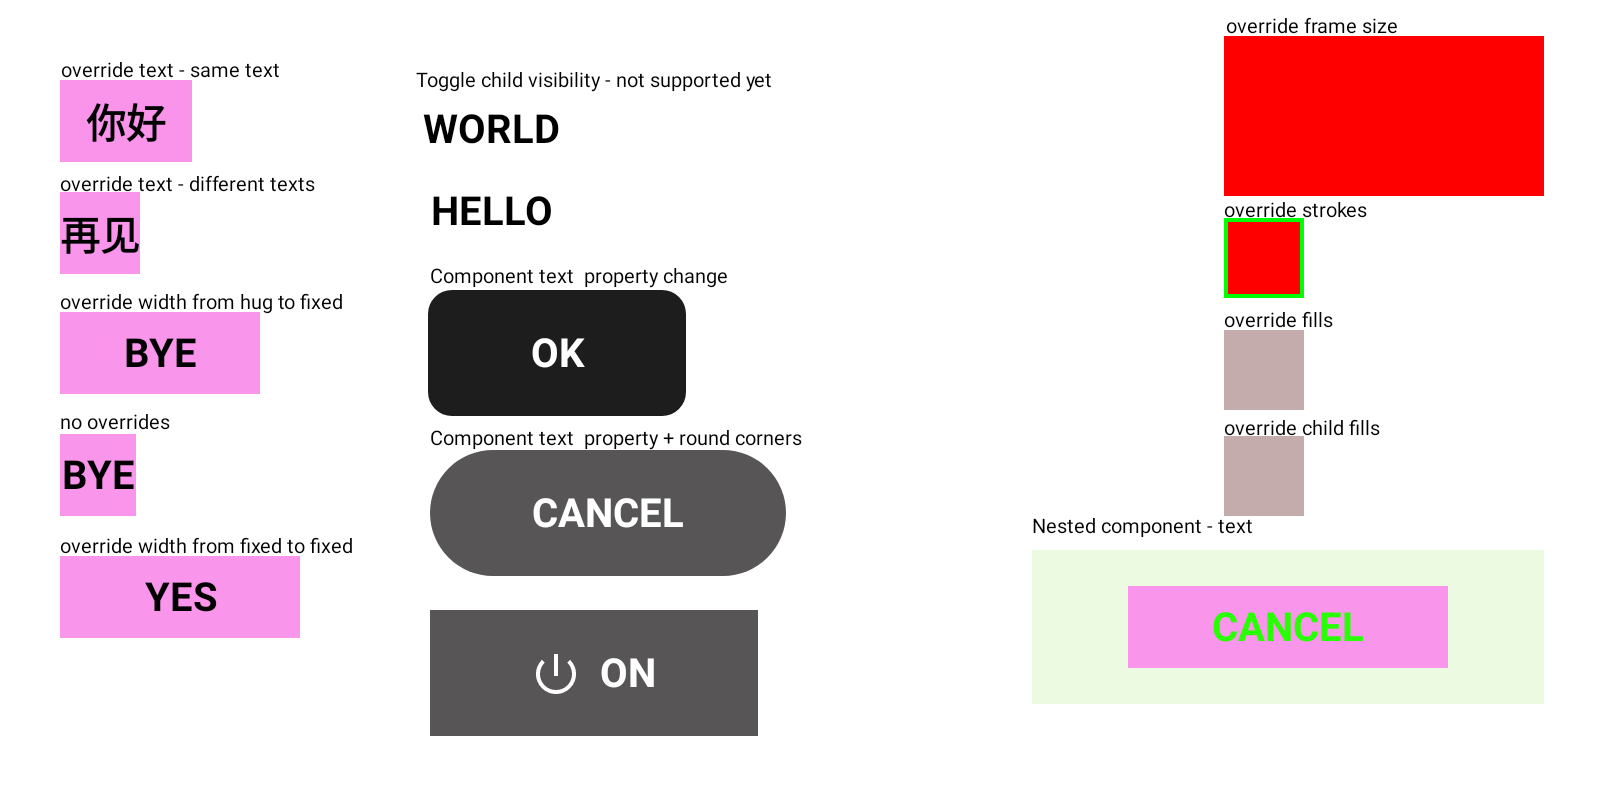 override text - same text
你好
override text - different texts
再见
override width from hug to fixed
BYE
no overrides
BYE
override width from fixed to fixed
YES
Toggle child visibility - not supported yet
WORLD
HELLO
Component text  property change
OK
Component text  property + round corners
CANCEL
ON
override frame size
override strokes
override fills
override child fills
Nested component - text
CANCEL